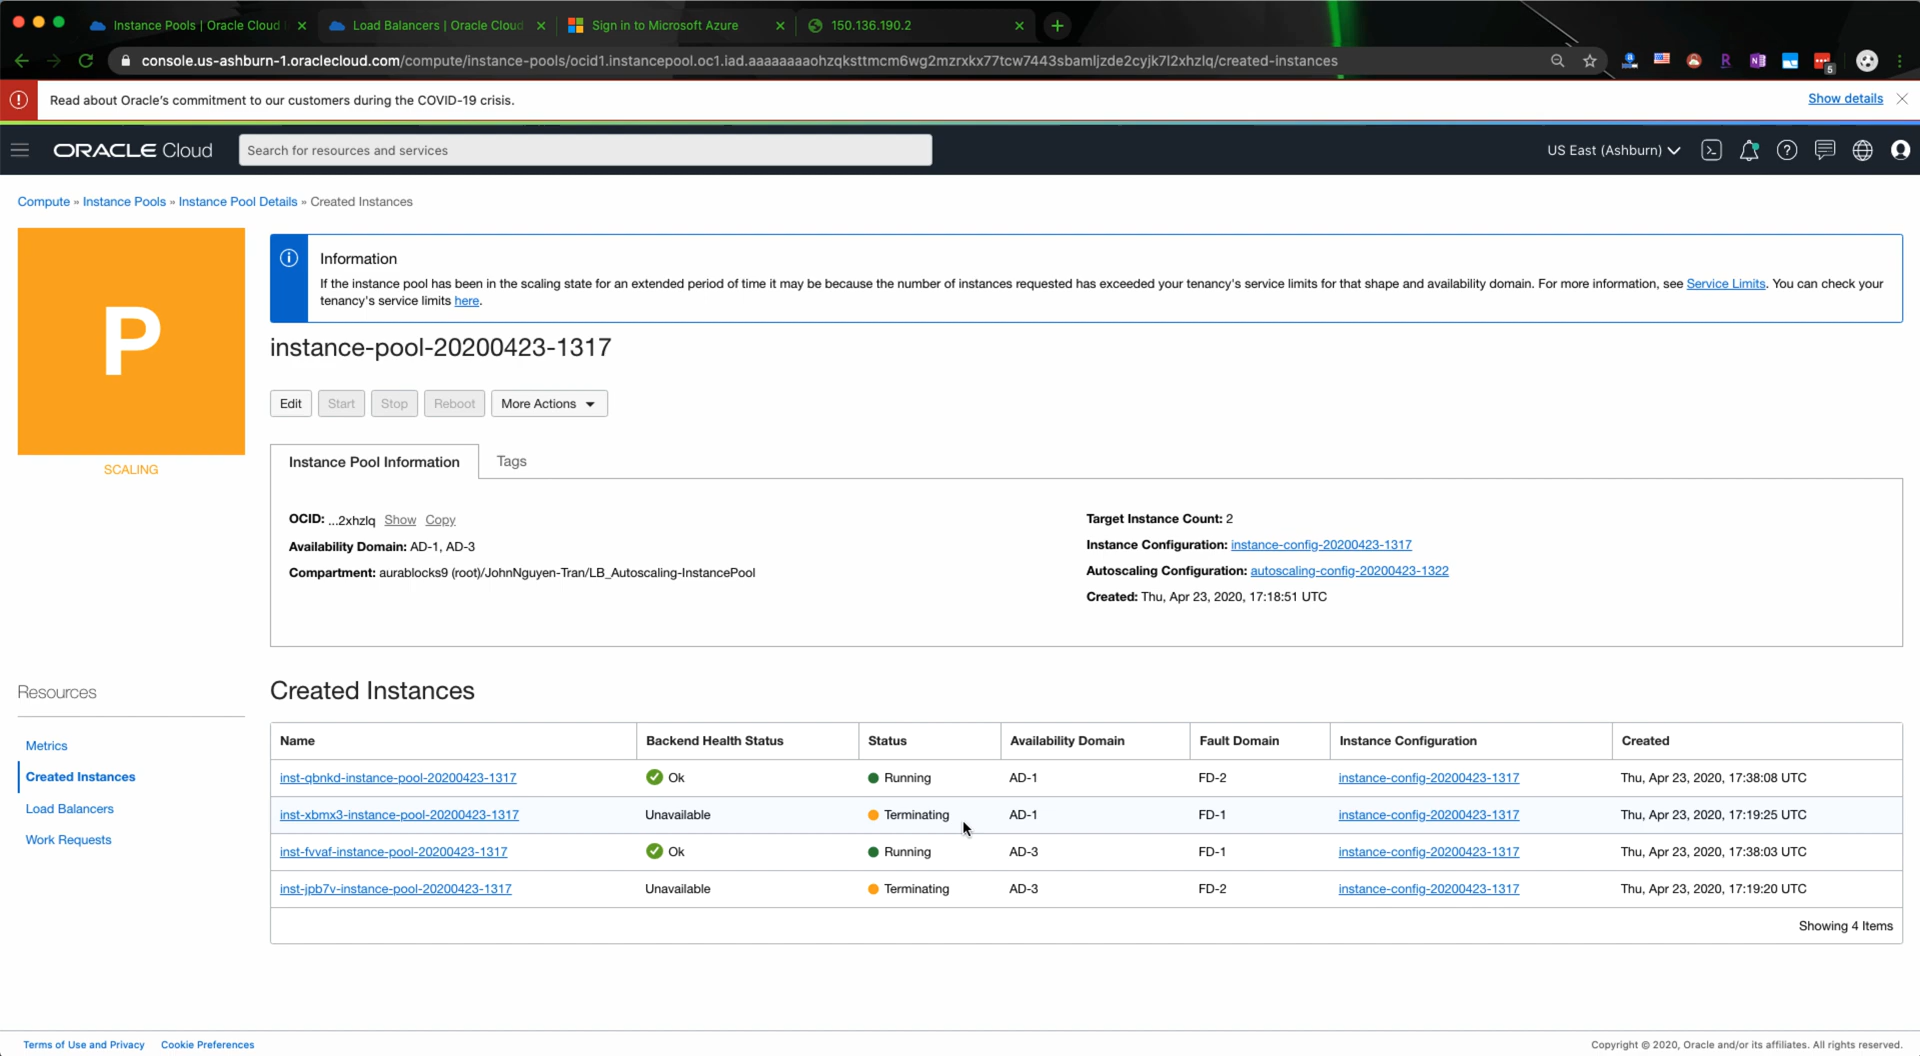 Instance Pools | Oracle Cloud I
Load Balancers | Oracle Cloud
Sign in to Microsoft Azure
150.136.190.2
console.us-ashburn-1.oraclecloud.com/compute/instance-pools/ocid1.instancepool.oc1.iad.aaaaaaaaohzqksttmcm6wg2mzrxkx77tcw7443sbamljzde2cyjk7l2xhzlq/created-instances
5
Read about Oracle's commitment to our customers during the COVID-19 crisis.
Show details
ORACLE Cloud
Search for resources and services
US East (Ashburn)
Compute » Instance Pools » Instance Pool Details » Created Instances
P
SCALING
Information
If the instance pool has been in the scaling state for an extended period of time it may be because the number of instances requested has exceeded your tenancy's service limits for that shape and availability domain. For more information, see Service Limits. You can check your
tenancy's service limits here.
instance-pool-20200423-1317
Edit
Start
Stop
Reboot
More Actions
Instance Pool Information
Tags
OCID: ...2xhzlq Show Copy
Availability Domain: AD-1, AD-3
Compartment: aurablocks9 (root)/JohnNguyen-Tran/LB_Autoscaling-InstancePool
Target Instance Count: 2
Instance Configuration: instance-config-20200423-1317
Autoscaling Configuration: autoscaling-config-20200423-1322
Created: Thu, Apr 23, 2020, 17:18:51 UTC
Resources
Metrics
Created Instances
Load Balancers
Work Requests
Created Instances
Name Backend Health Status Status Availability Domain Fault Domain Instance Configuration Created
inst-qbnkd-instance-pool-20200423-1317 Ok Running AD-1 FD-2 instance-config-20200423-1317 Thu, Apr 23, 2020, 17:38:08 UTC
inst-xbmx3-instance-pool-20200423-1317 Unavailable Terminating AD-1 FD-1 instance-config-20200423-1317 Thu, Apr 23, 2020, 17:19:25 UTC
inst-fvvaf-instance-pool-20200423-1317 Ok Running AD-3 FD-1 instance-config-20200423-1317 Thu, Apr 23, 2020, 17:38:03 UTC
inst-jpb7v-instance-pool-20200423-1317 Unavailable Terminating AD-3 FD-2 instance-config-20200423-1317 Thu, Apr 23, 2020, 17:19:20 UTC
Showing 4 Items
Terms of Use and Privacy
Cookie Preferences
Copyright © 2020, Oracle and/or its affiliates. All rights reserved.